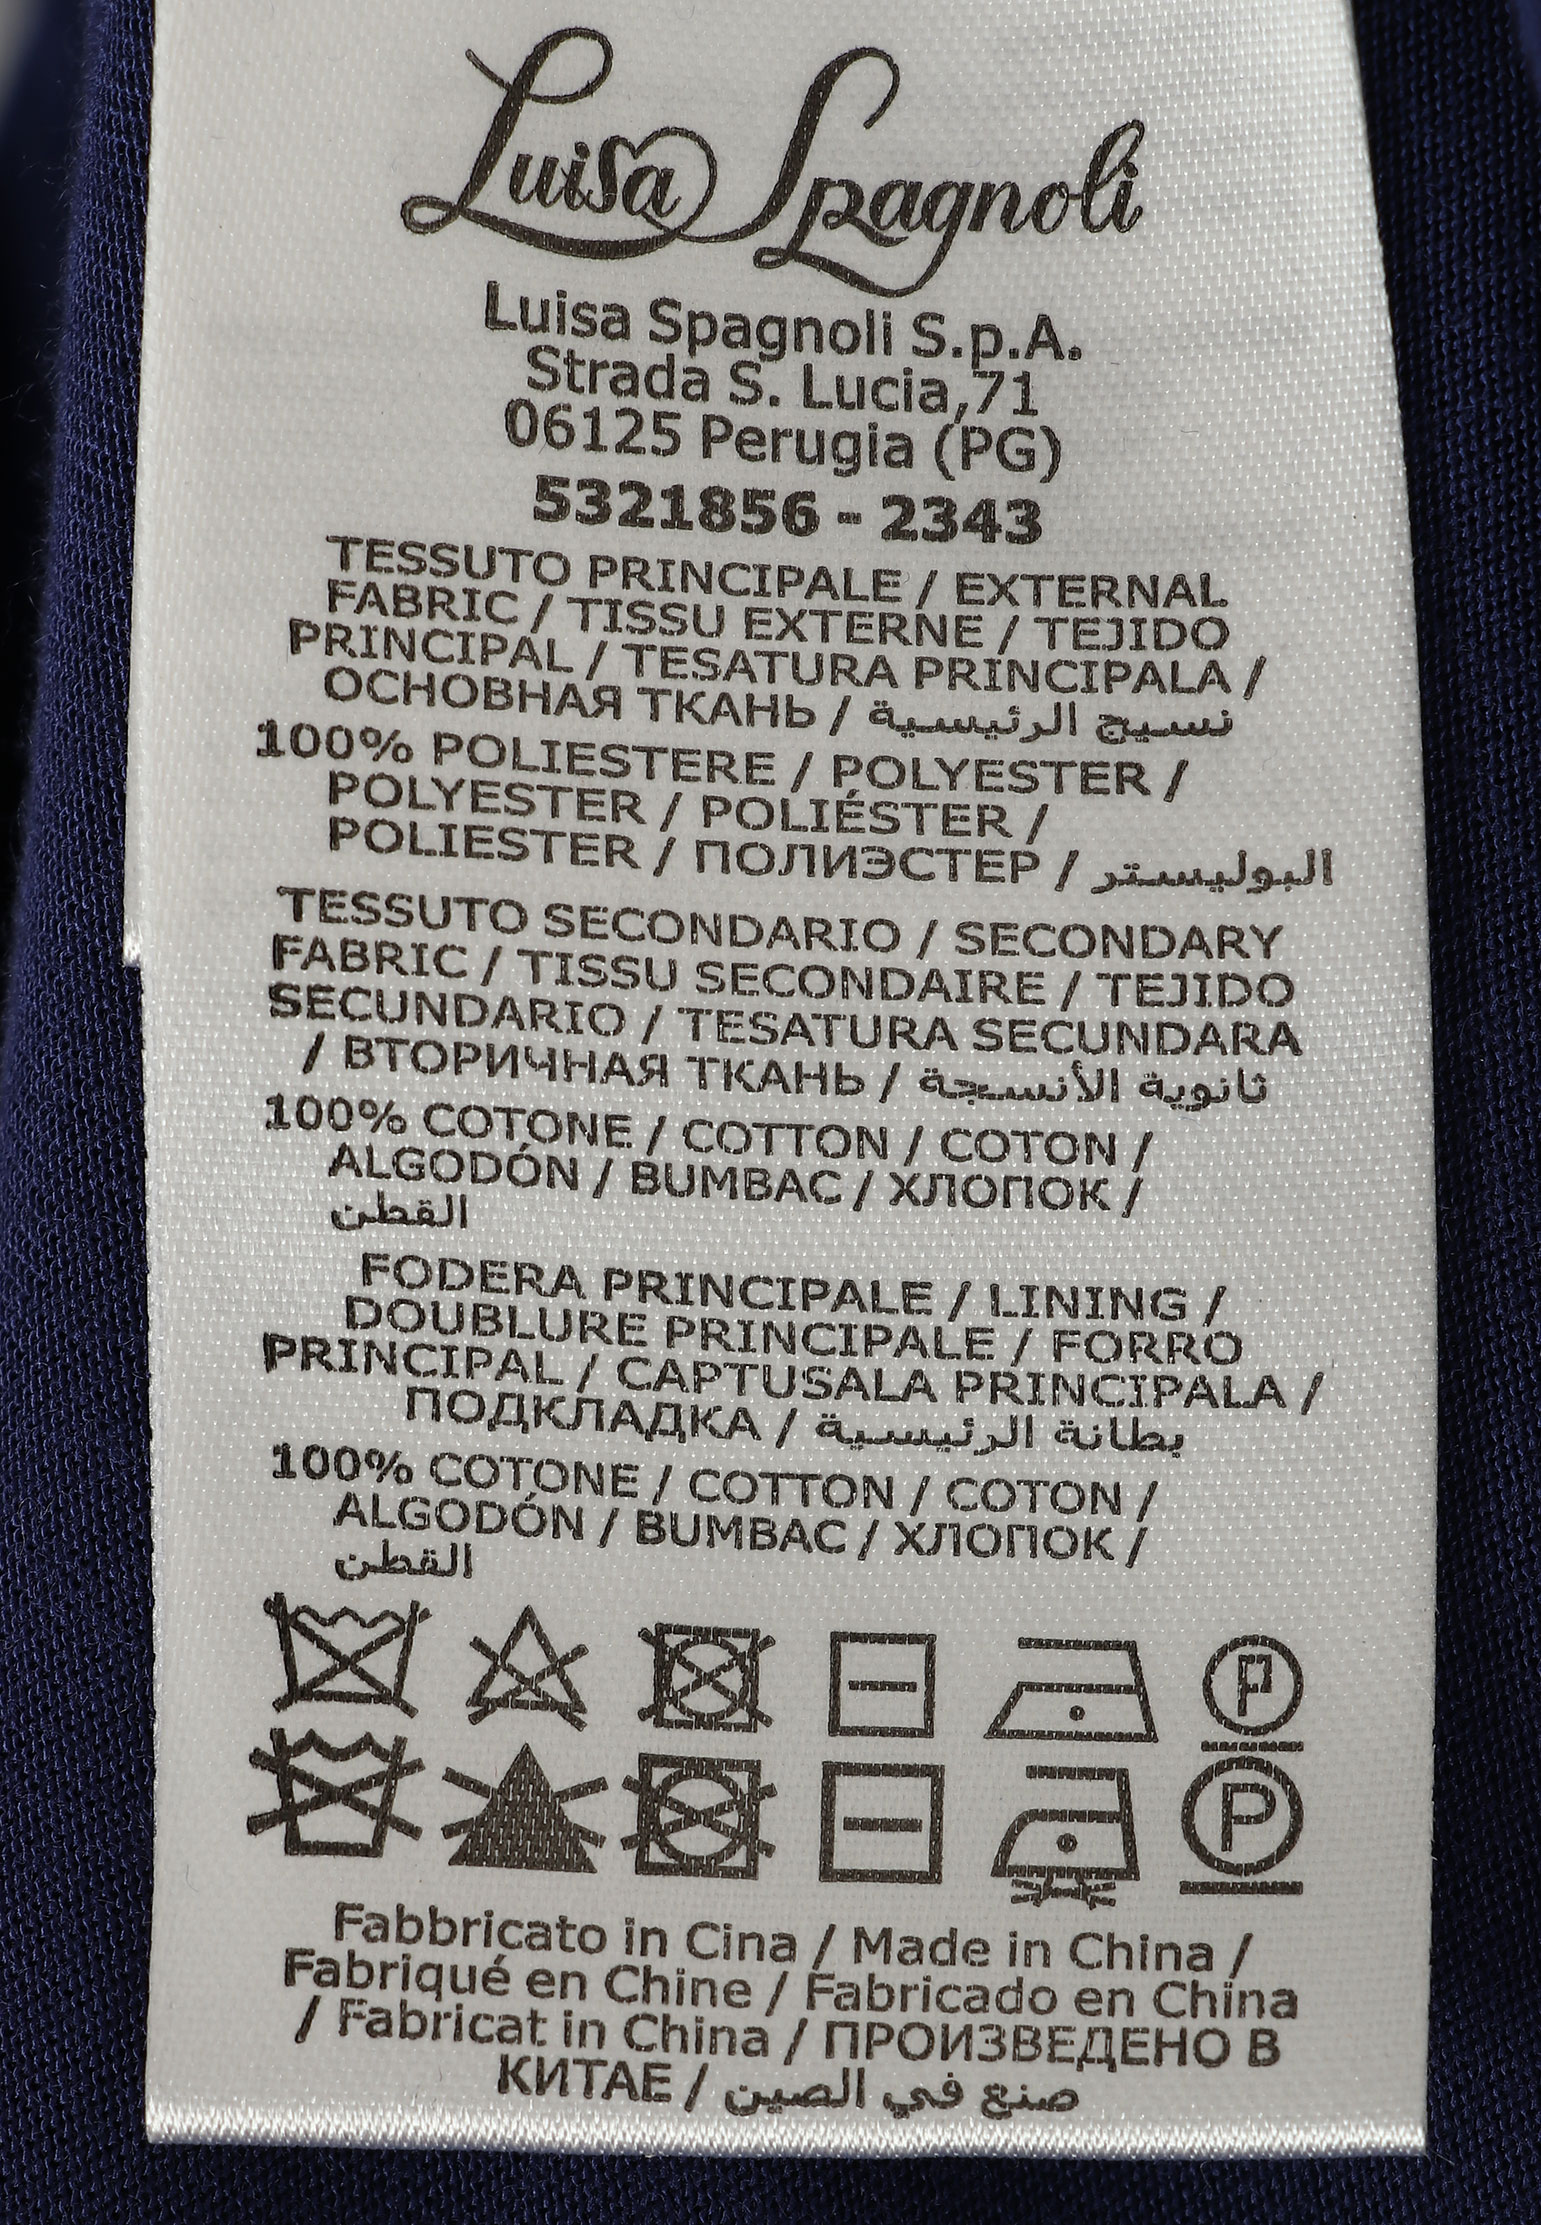 Luisa Spagnoli
Luisa Spagnoli S.p.A.
Strada S. Lucia,71
06125 Perugia (PG)
5321856 - 2343
TESSUTO PRINCIPALE / EXTERNAL
FABRIC / TISSU EXTERNE / TEJIDO
PRINCIPAL / TESATURA PRINCIPALA /
ОСНОВНАЯ ТКАНЬ / نسيج الرئيسية
100% POLIESTERE / POLYESTER /
POLYESTER / POLIÉSTER /
POLIESTER / ПОЛИЭСТЕР / البوليستر
TESSUTO SECONDARIO / SECONDARY
FABRIC / TISSU SECONDAIRE / TEJIDO
SECUNDARIO / TESATURA SECUNDARA
/ ВТОРИЧНАЯ ТКАНЬ / ثانوية الأنسجة
100% COTONE / COTTON / COTON /
ALGODÓN / BUMBAC / ХЛОПОК /
القطن
FODERA PRINCIPALE / LINING /
DOUBLURE PRINCIPALE / FORRO
PRINCIPAL / CAPTUSALA PRINCIPALA /
ПОДКЛАДКА / بطانة الرئيسية
100% COTONE / COTTON / COTON /
ALGODÓN / BUMBAC / ХЛОПОК /
القطن
P
P
Fabbricato in Cina / Made in China /
Fabriqué en Chine / Fabricado en China
/ Fabricat in China / ПРОИЗВЕДЕНО В
КИТАЕ / صنع في الصين